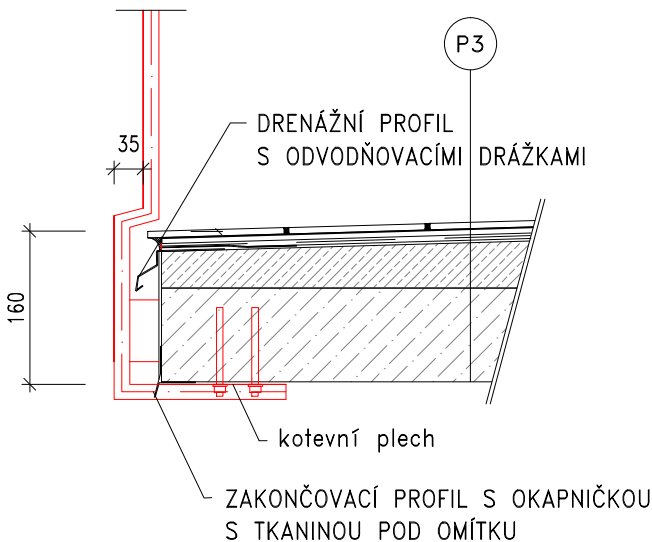 P3
DRENÁŽNÍ PROFIL
S ODVODŇOVACÍMI DRÁŽKAMI
35
160
kotevní plech
ZAKONČOVACÍ PROFIL S OKAPNIČKOU
S TKANINOU POD OMÍTKU